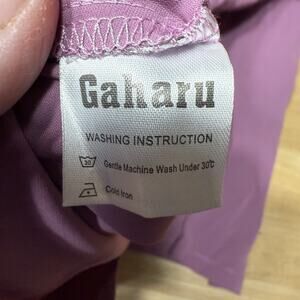 Gaharu
WASHING INSTRUCTION
30 Gentle Machine Wash Under 30℃
Cold Iron